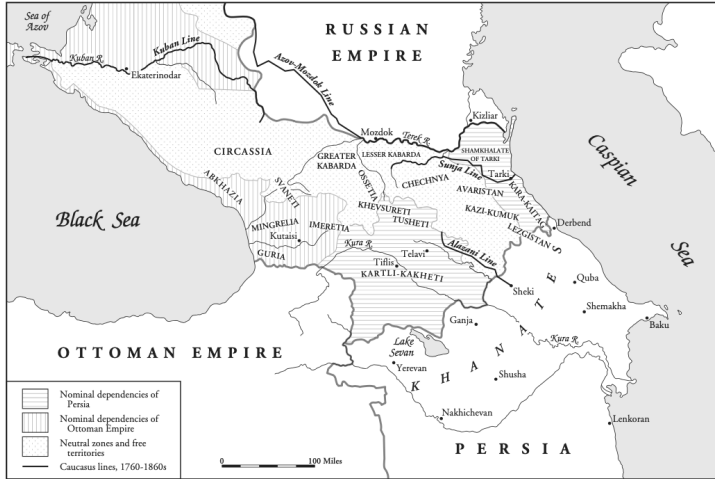 Sea of
Azov
RUSSIAN
EMPIRE
Kuban R.
Kuban Line
Ekaterinodar
Azov-Mozdok Line
Kizliar
Mozdok
Terek R.
CIRCASSIA
GREATER
KABARDA
LESSER KABARDA
SHAMKHALATE
OF TARKI
Sunja Line
Tarki
Caspian
Sea
ABKHAZIA
SVANETI
OSSETIA
CHECHNYA
AVARISTAN
KARA-KAITAG
KAZI-KUMUK
LEZGISTAN
Derbend
Black Sea
MINGRELIA
Kutaisi
IMERETIA
GURIA
KHEVSURETI
TUSHETI
Kura R.
Telavi
Alazani Line
Tiflis
KARTLI-KAKHETI
Sheki
Quba
Shemakha
Baku
Ganja
Kura R.
KHANATES
OTTOMAN EMPIRE
Lake
Sevan
Yerevan
Shusha
Nakhichevan
Lenkoran
PERSIA
Nominal dependencies of
Persia
Nominal dependencies of
Ottoman Empire
Neutral zones and free
territories
Caucasus lines, 1760-1860s
0
100 Miles